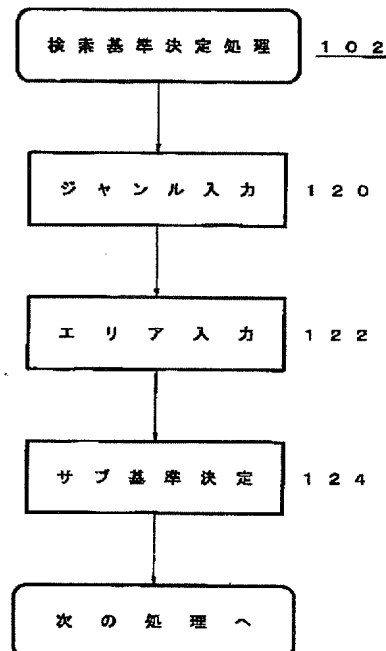 検索基準決定処理 102
ジャンル入力 120
エリア入力 122
サブ基準決定 124
次の処理へ